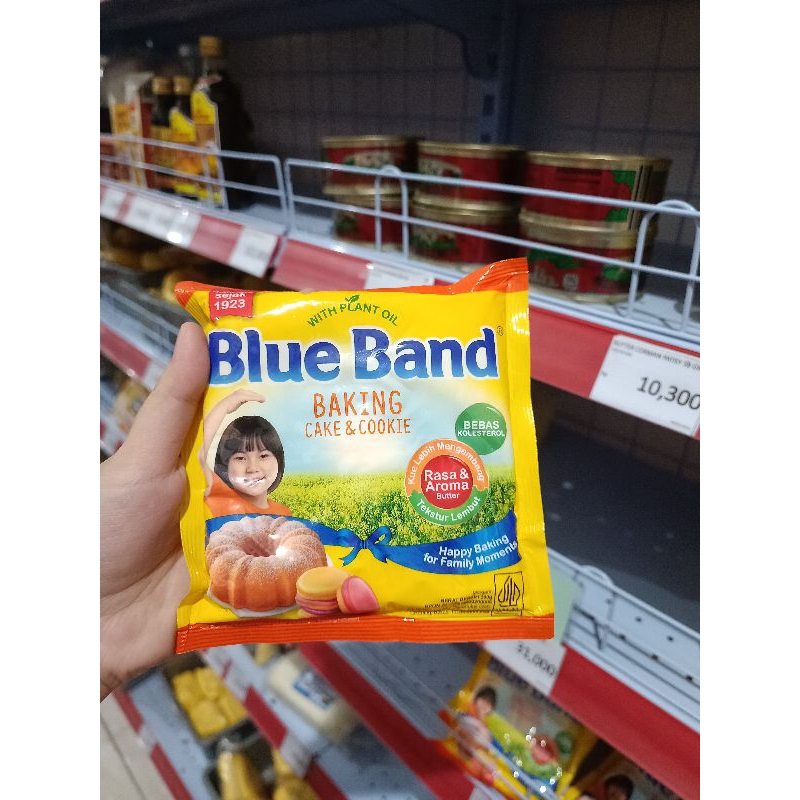 Sejak
1923
WITH PLANT OIL
Blue Band®
BAKING
CAKE & COOKIE
BEBAS
KOLESTEROL
Kue Lebih Mengembang
Rasa &
Aroma
Butter
Tekstur Lembut
Happy Baking
for Family Moments
10,300
11,000